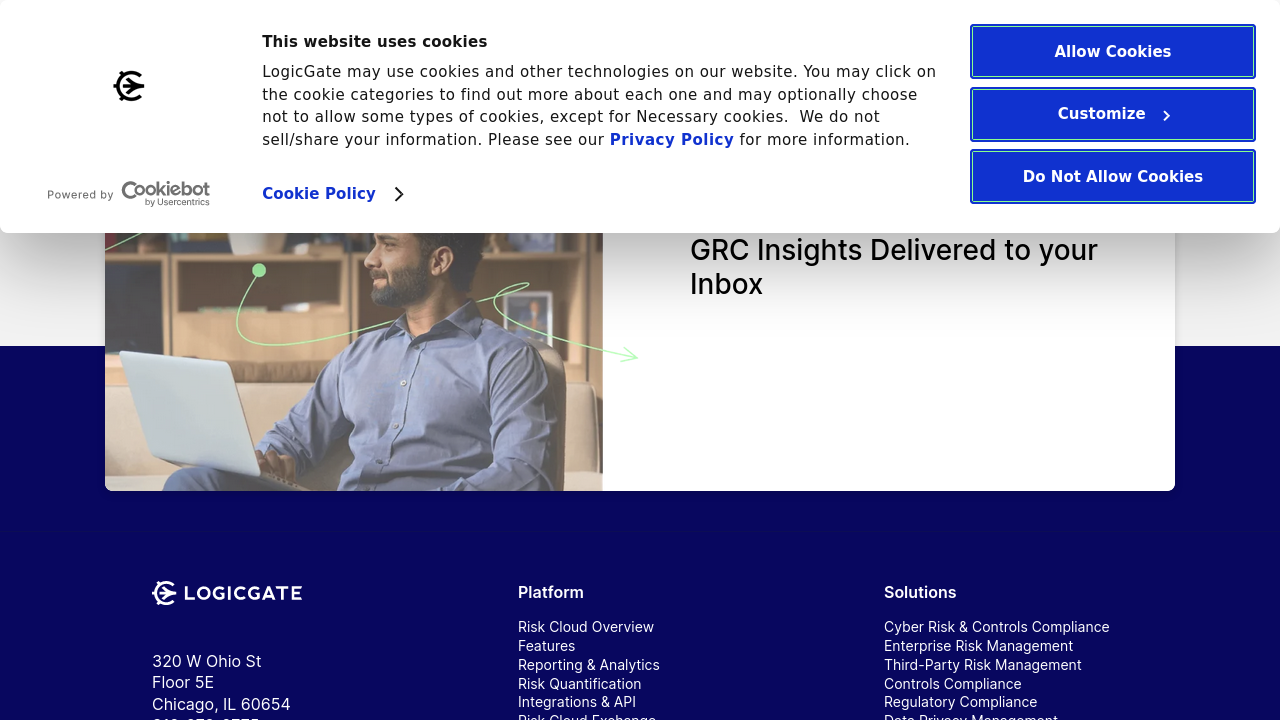 This website uses cookies
LogicGate may use cookies and other technologies on our website. You may click on
the cookie categories to find out more about each one and may optionally choose
not to allow some types of cookies, except for Necessary cookies.  We do not
sell/share your information. Please see our Privacy Policy for more information.
Cookie Policy
Powered by Cookiebot
by Usercentrics
Allow Cookies
Customize
Do Not Allow Cookies
GRC Insights Delivered to your
Inbox
LOGICGATE
320 W Ohio St
Floor 5E
Chicago, IL 60654
Platform
Risk Cloud Overview
Features
Reporting & Analytics
Risk Quantification
Integrations & API
Risk Cloud Exchange
Solutions
Cyber Risk & Controls Compliance
Enterprise Risk Management
Third-Party Risk Management
Controls Compliance
Regulatory Compliance
Data Privacy Management